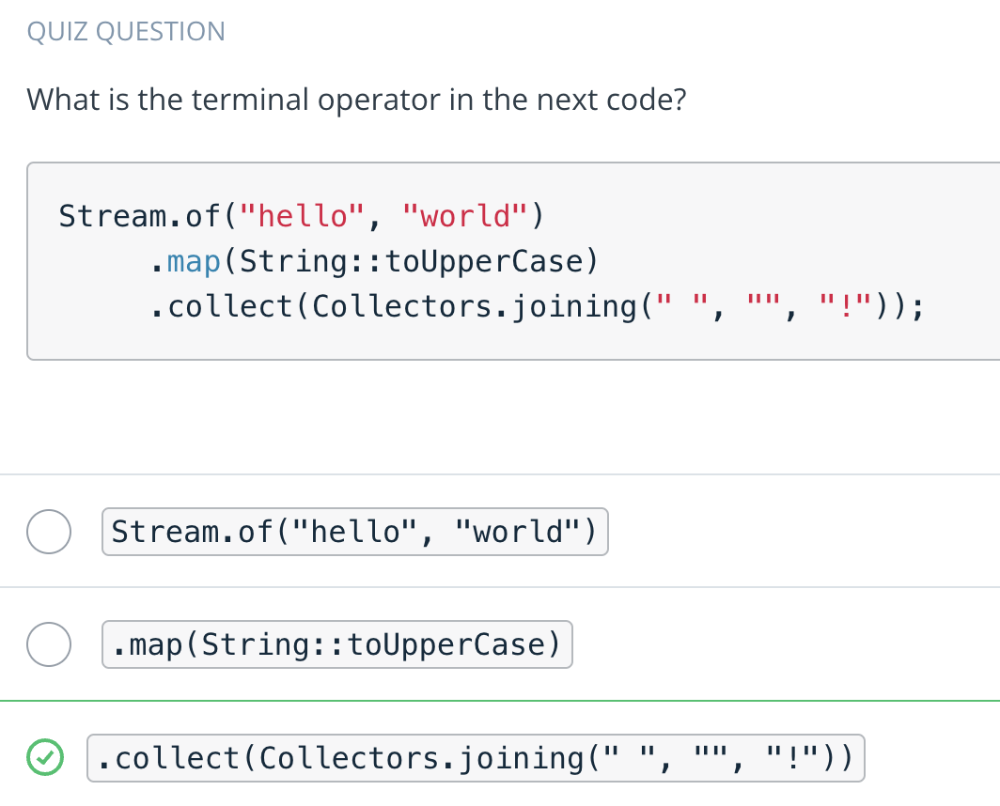 QUIZ QUESTION
What is the terminal operator in the next code?
Stream.of("hello", "world")
.map(String::toUpperCase)
.collect(Collectors.joining(" ", "", "!"));
Stream.of("hello", "world")
.map(String::toUpperCase)
.collect(Collectors.joining(" ", "", "!"))